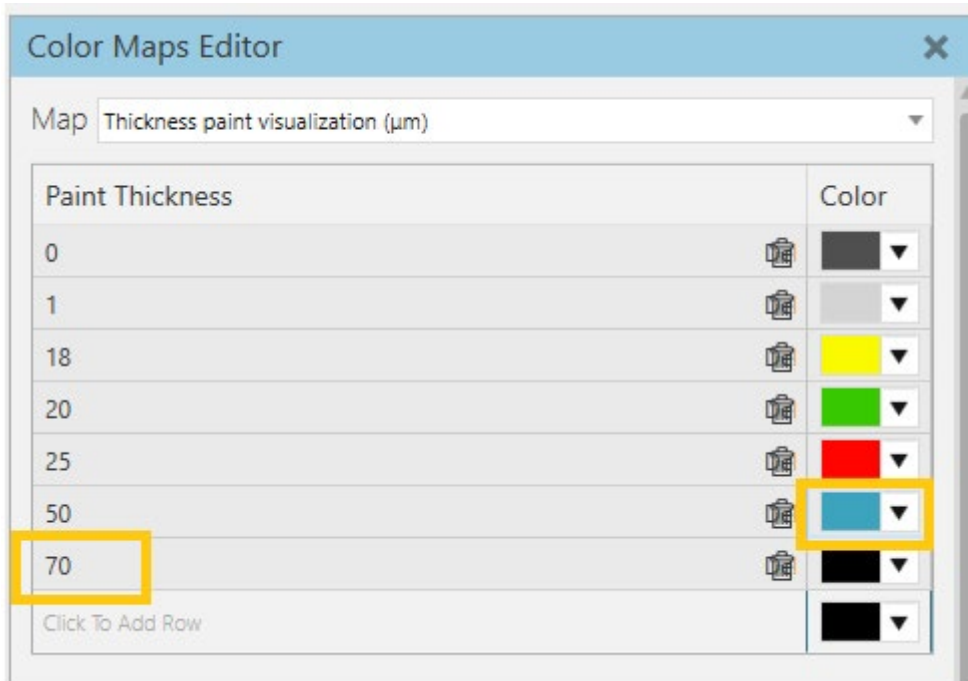 Color Maps Editor
Map Thickness paint visualization (µm)
Paint Thickness Color
0
1
18
20
25
50
70
Click To Add Row